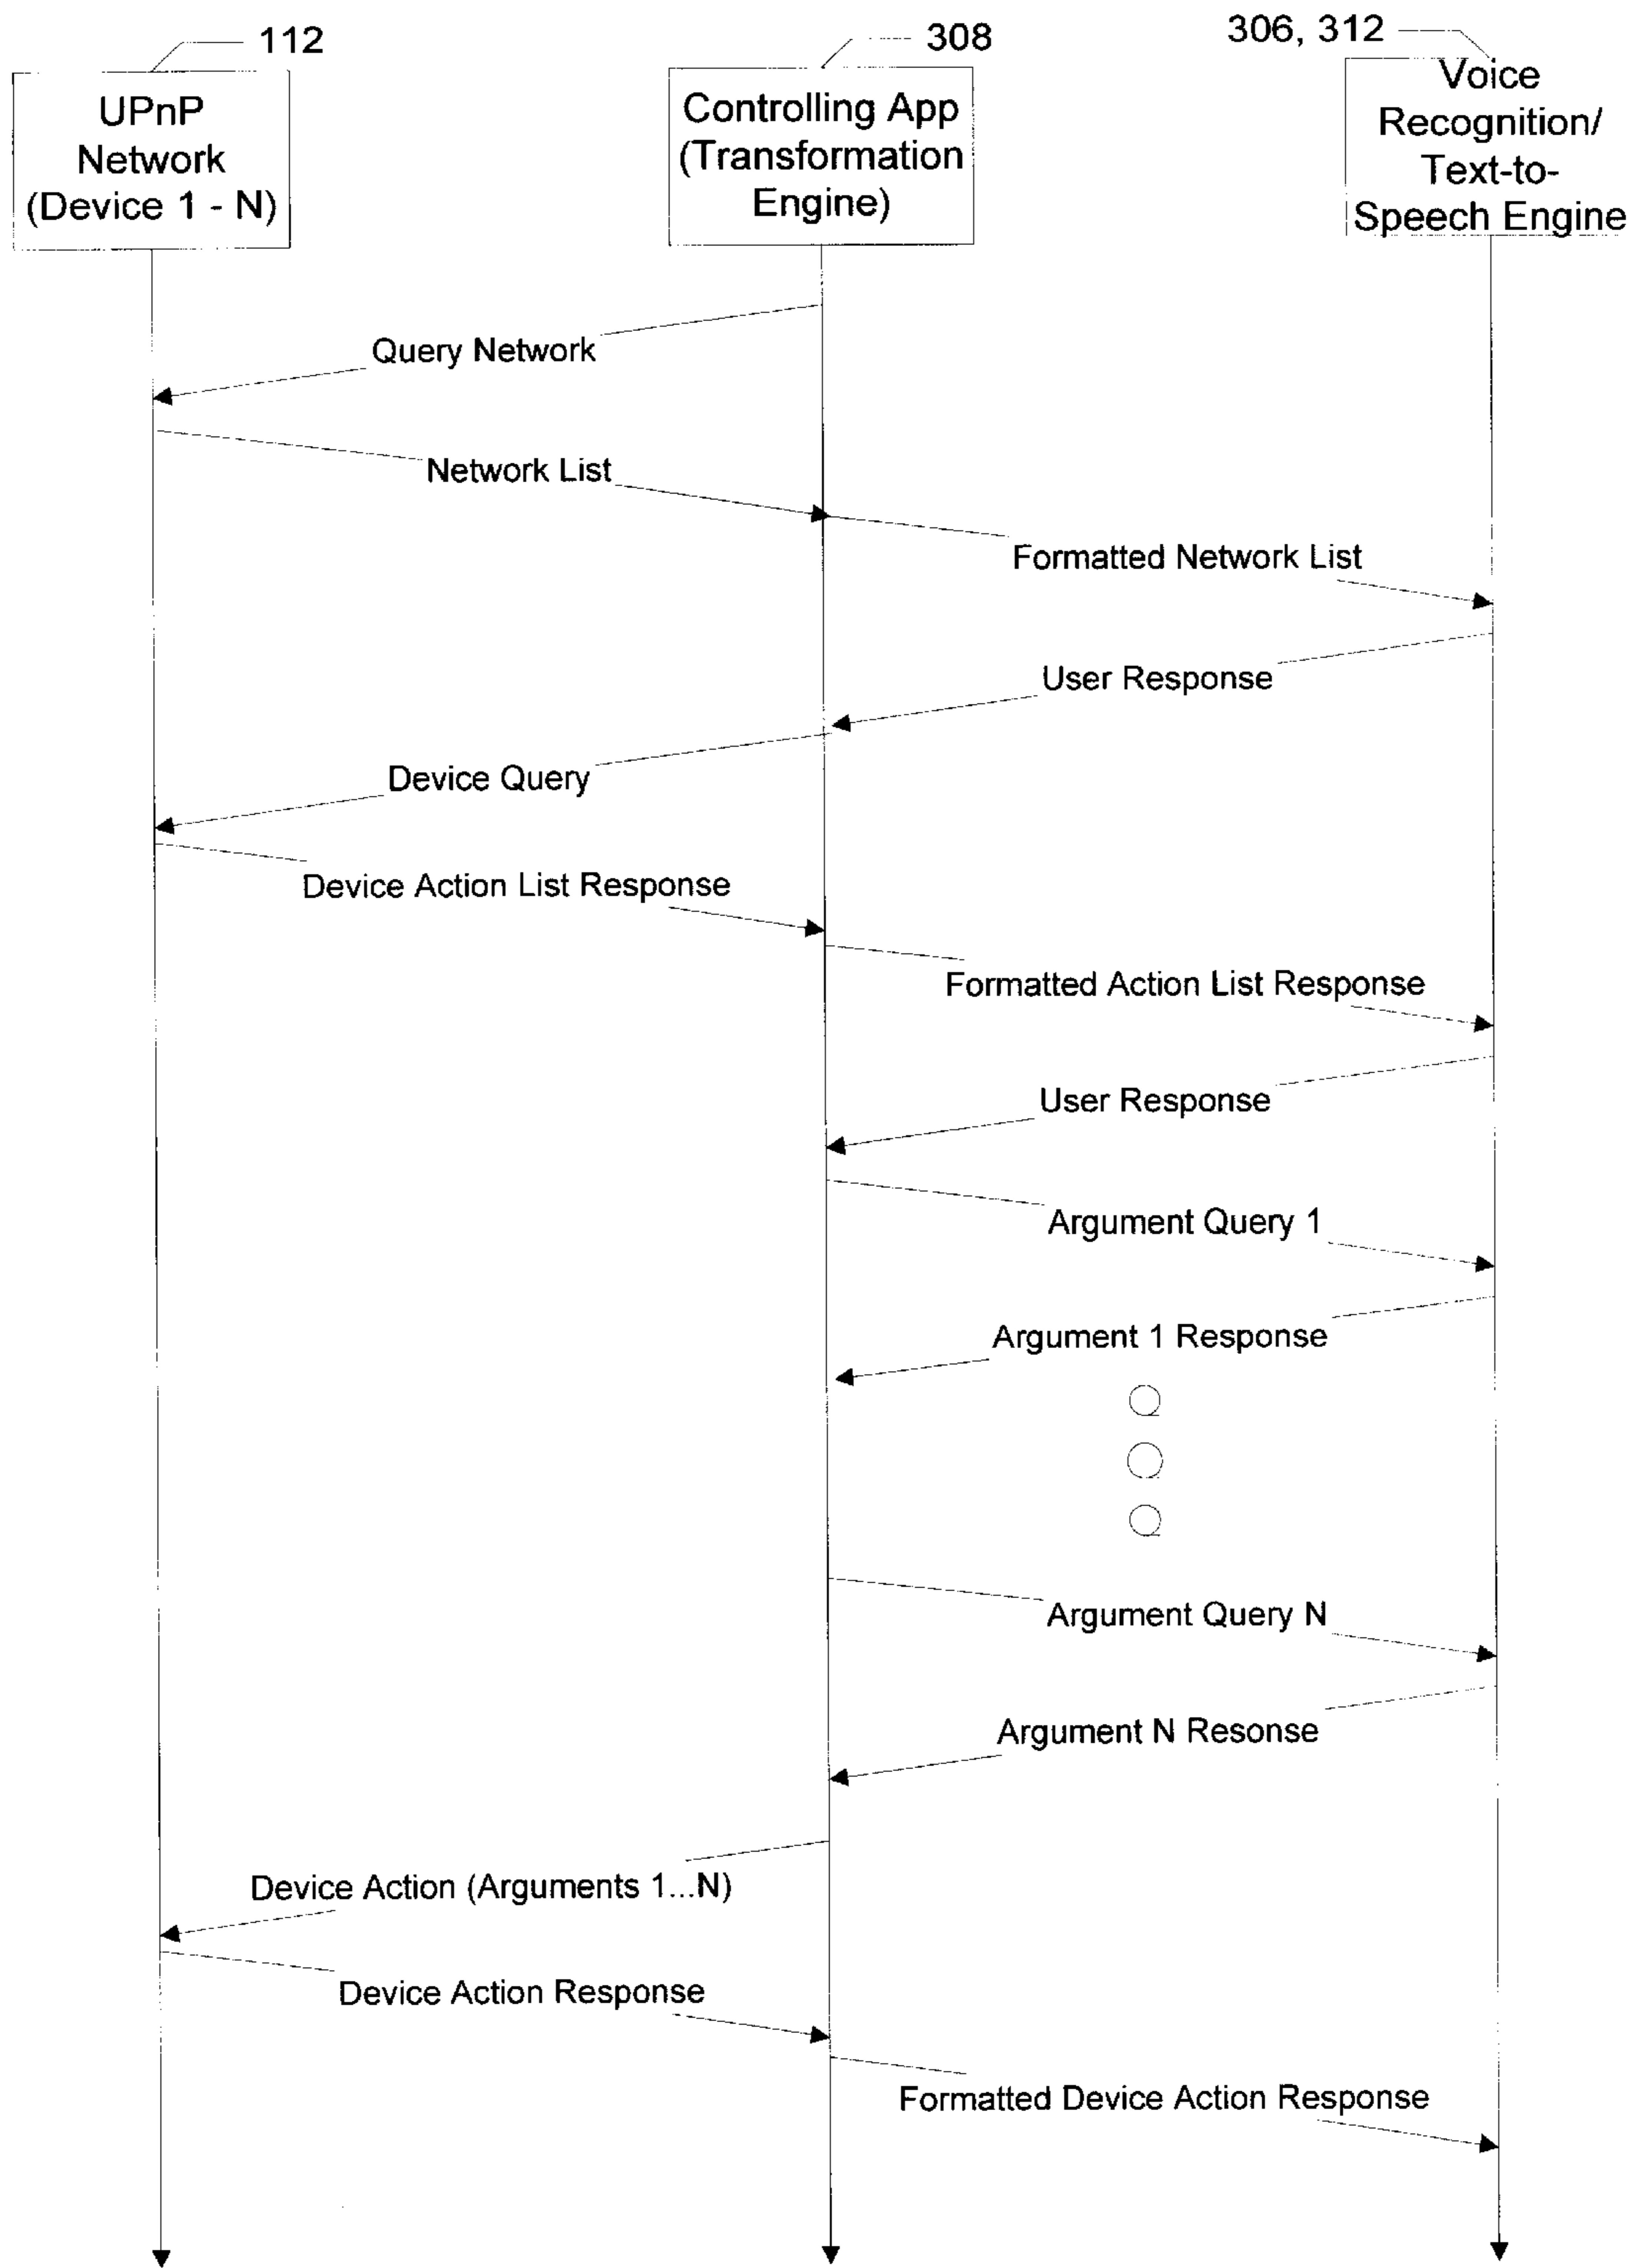 112
308
306, 312
UPnP
Network
(Device 1 - N)
Controlling App
(Transformation
Engine)
Voice
Recognition/
Text-to-
Speech Engine
Query Network
Network List
Formatted Network List
User Response
Device Query
Device Action List Response
Formatted Action List Response
User Response
Argument Query 1
Argument 1 Response
Argument Query N
Argument N Resonse
Device Action (Arguments 1...N)
Device Action Response
Formatted Device Action Response